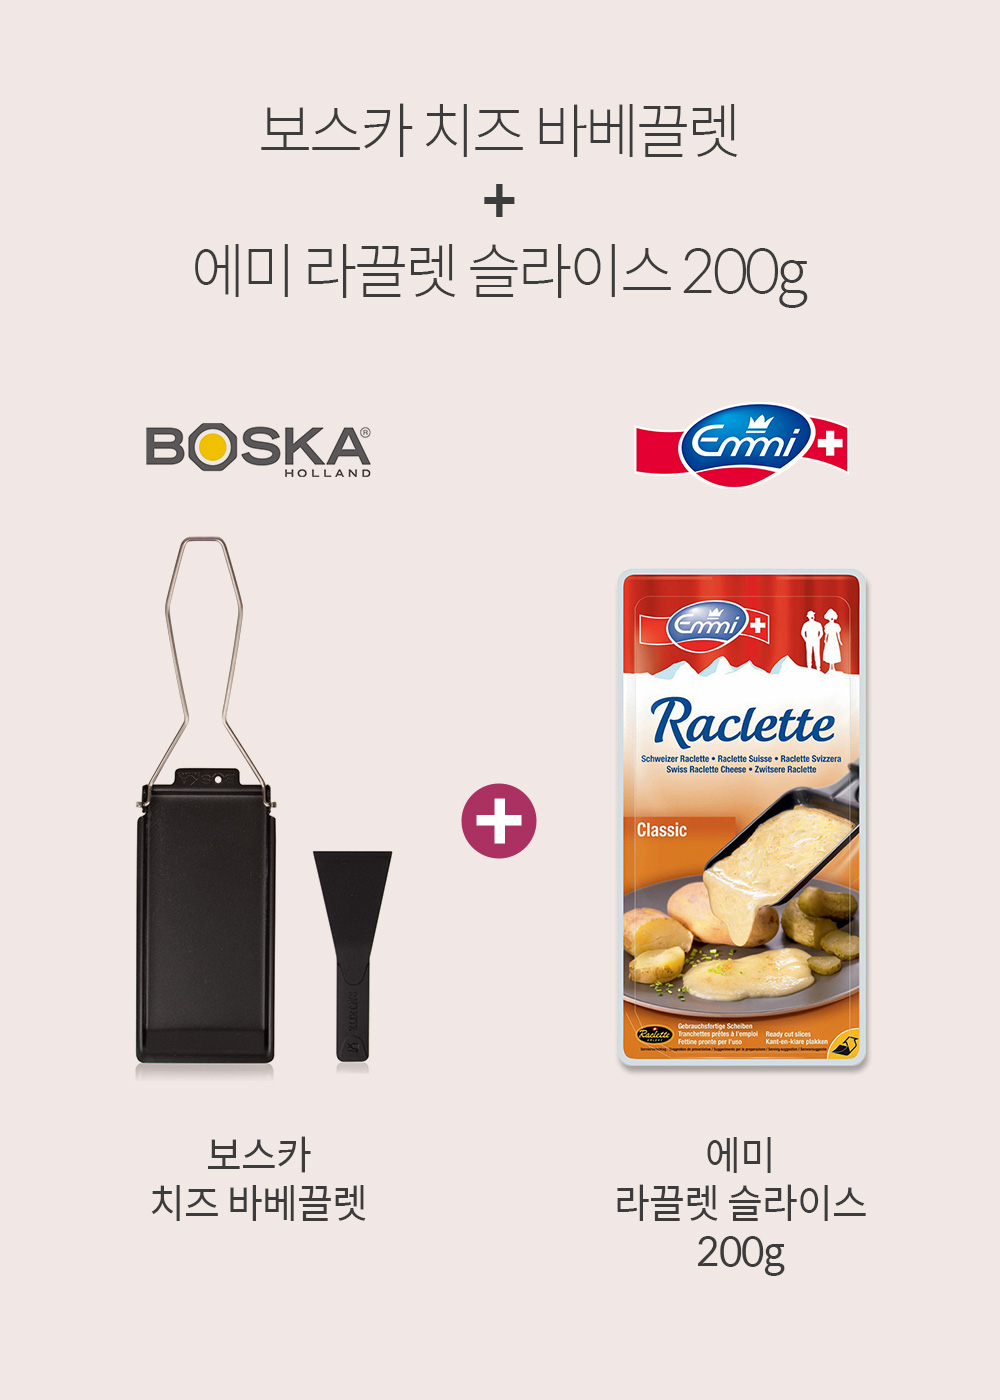 보스카 치즈 바베끌렛
+
에미 라끌렛 슬라이스 200g
BOSKA®
HOLLAND
Emmi
BOSKA
Emmi
Raclette
Schweizer Raclette • Raclette Suisse • Raclette Svizzera
Swiss Raclette Cheese • Zwitserse Raclette
Classic
Raclette
Gebrauchsfertige Scheiben
Tranchettes prêtes à l'emploi
Fettine pronte per l'uso
Ready cut slices
Kant-en-klare plakken
보스카
치즈 바베끌렛
에미
라끌렛 슬라이스
200g